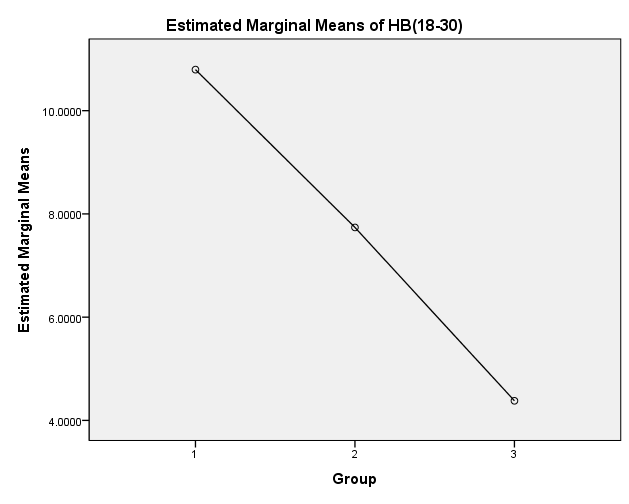 Estimated Marginal Means of HB(18-30)
Estimated Marginal Means
10.0000
8.0000
6.0000
4.0000
1
2
3
Group